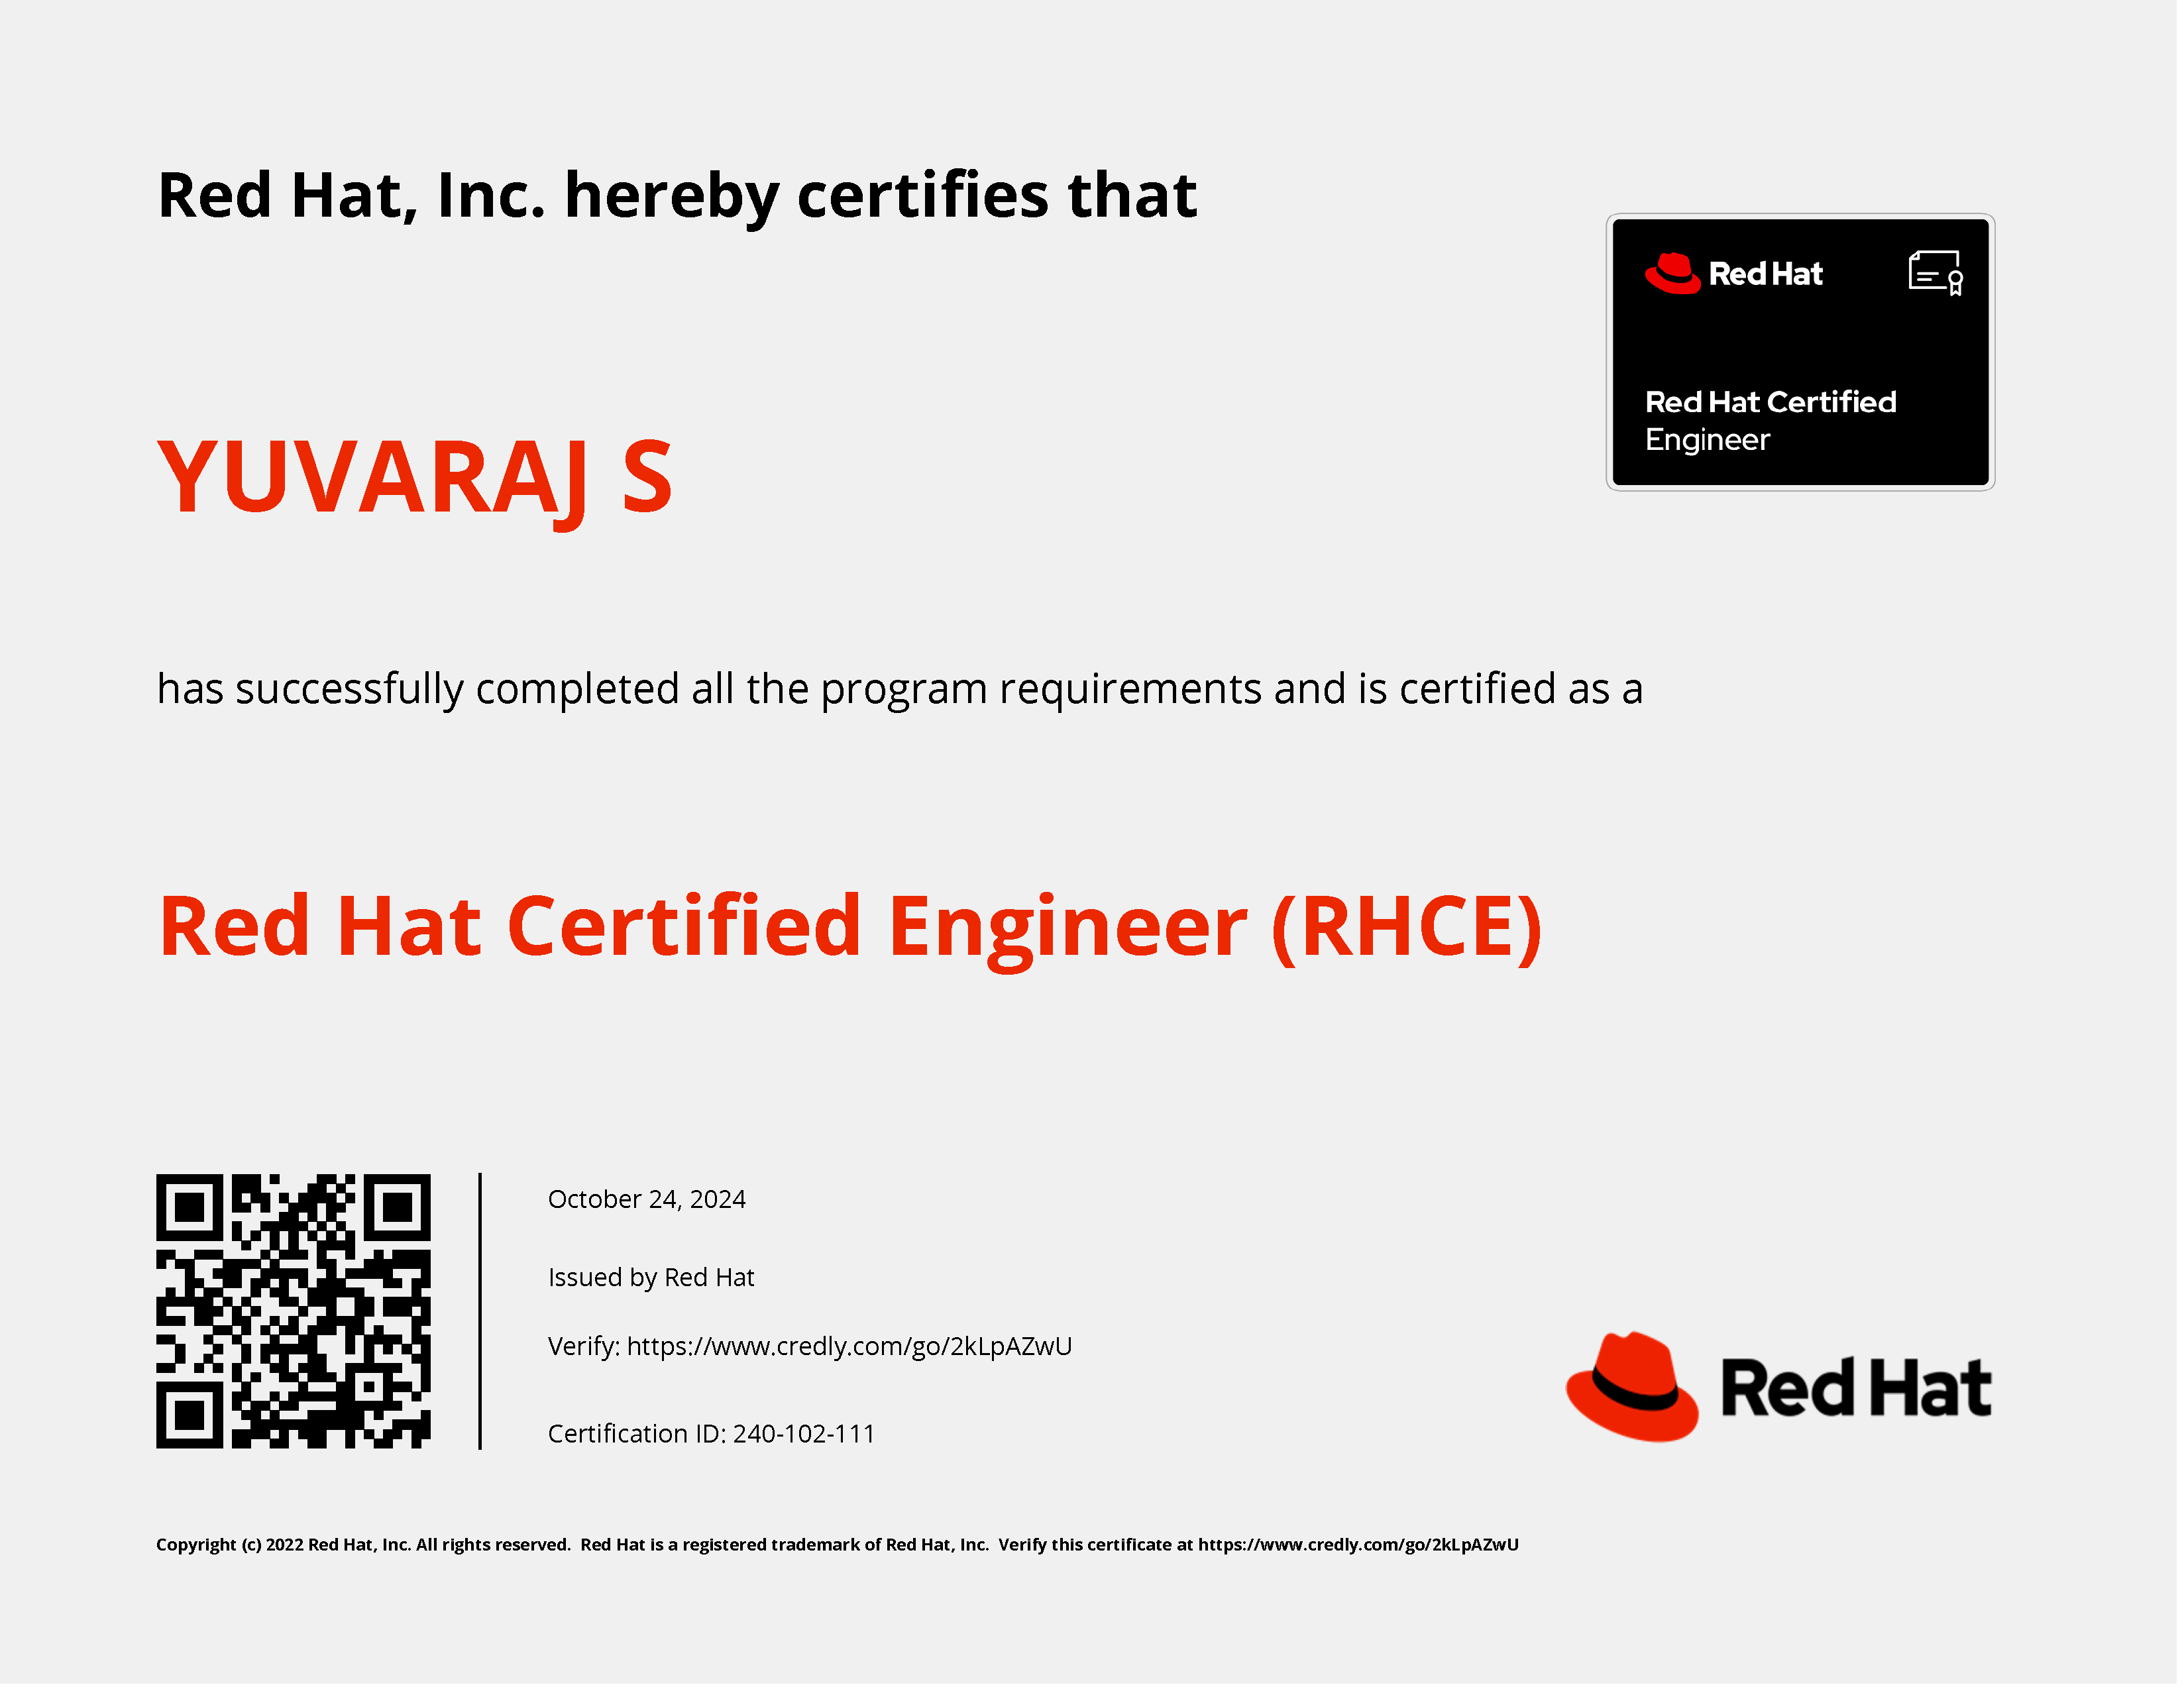 Red Hat, Inc. hereby certifies that
Red Hat
Red Hat Certified
Engineer
YUVARAJ S
has successfully completed all the program requirements and is certified as a
Red Hat Certified Engineer (RHCE)
October 24, 2024
Issued by Red Hat
Verify: https://www.credly.com/go/2kLpAZwU
Certification ID: 240-102-111
Red Hat
Copyright (c) 2022 Red Hat, Inc. All rights reserved.  Red Hat is a registered trademark of Red Hat, Inc.  Verify this certificate at https://www.credly.com/go/2kLpAZwU